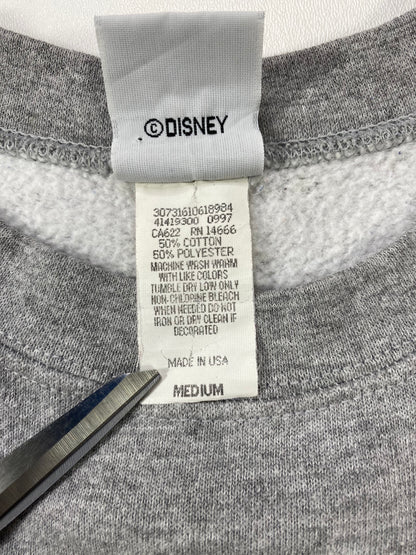 ©DISNEY
30731610618984
41419300 0997
CA622 RN 14666
50% COTTON
50% POLYESTER
MACHINE WASH WARM
WITH LIKE COLORS
TUMBLE DRY LOW ONLY
NON-CHLORINE BLEACH
WHEN NEEDED DO NOT
IRON OR DRY CLEAN IF
DECORATED
MADE IN USA
MEDIUM